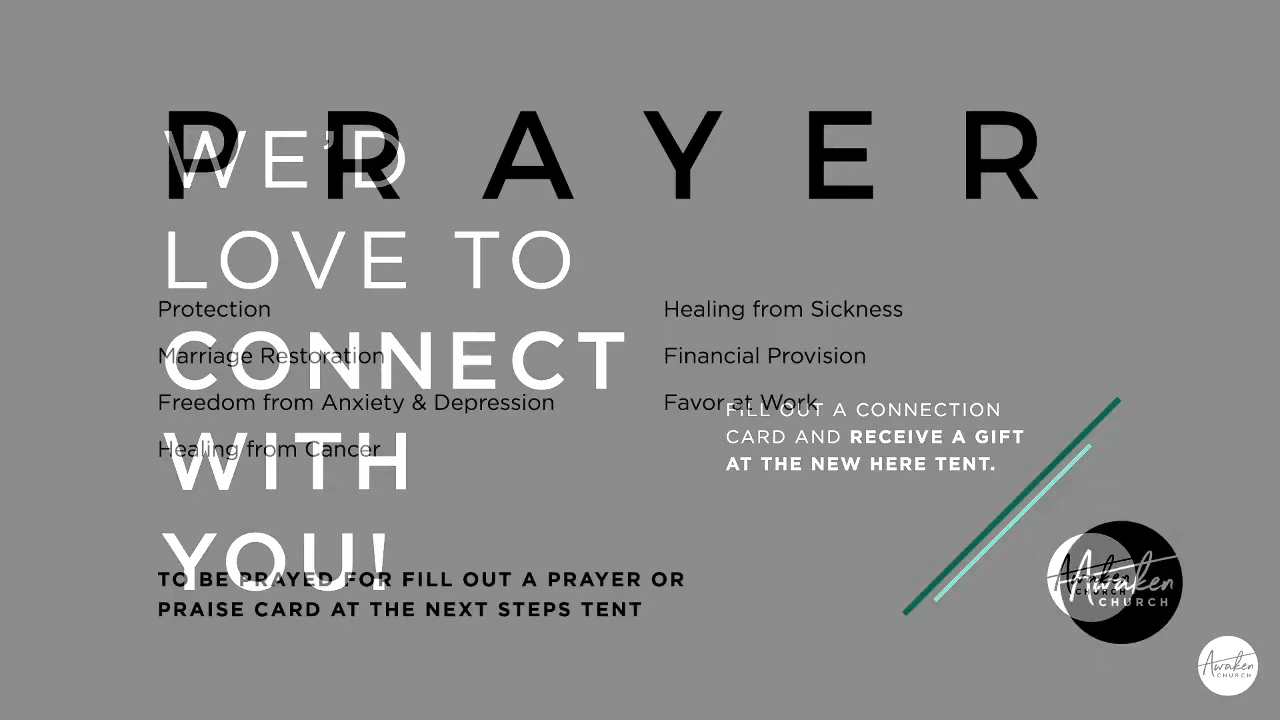 PRAYER
Protection
Marriage Restoration
Freedom from Anxiety & Depression
Healing from Cancer
Healing from Sickness
Financial Provision
Favor at Work
TO BE PRAYED FOR FILL OUT A PRAYER OR
PRAISE CARD AT THE NEXT STEPS TENT
WE'D
LOVE TO
CONNECT
WITH
YOU!
FILL OUT A CONNECTION
CARD AND RECEIVE A GIFT
AT THE NEW HERE TENT.
Awaken
CHURCH
Awaken
CHURCH
Awaken
CHURCH